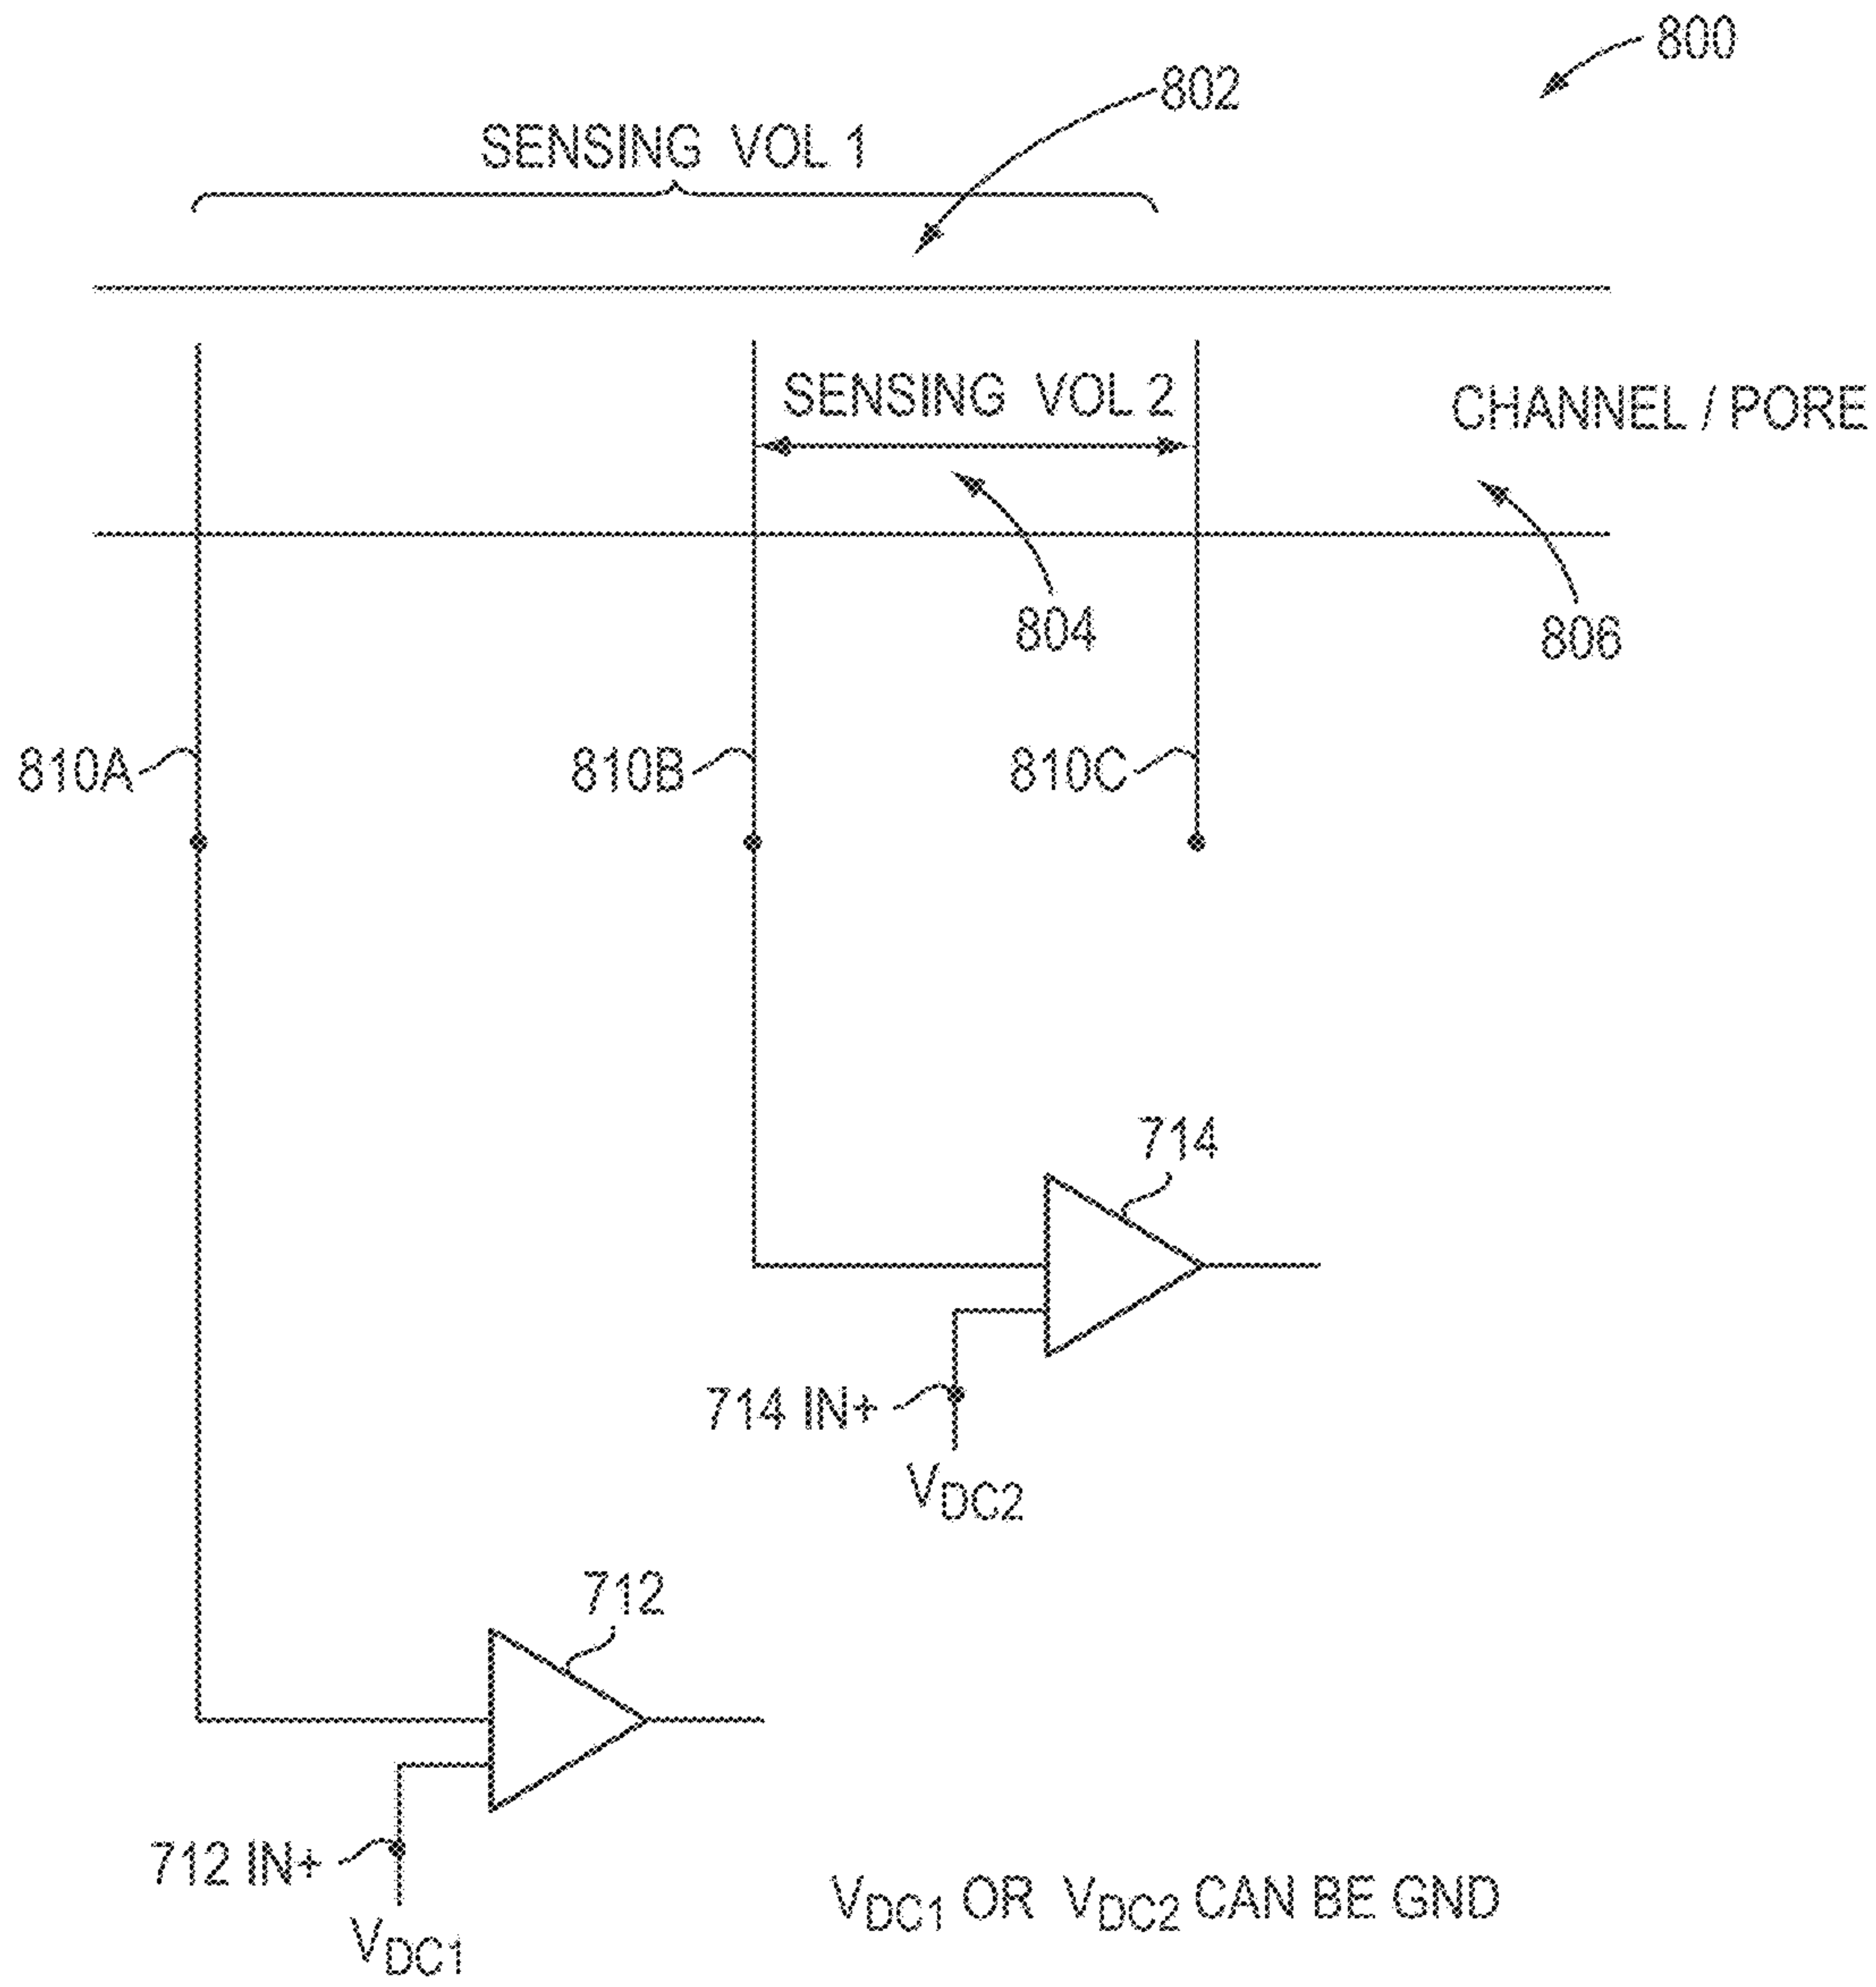 800
802
SENSING VOL 1
SENSING VOL 2
CHANNEL / PORE
804
806
810A
810B
810C
714
714 IN+
VDC2
712
712 IN+
VDC1
VDC1 OR VDC2 CAN BE GND